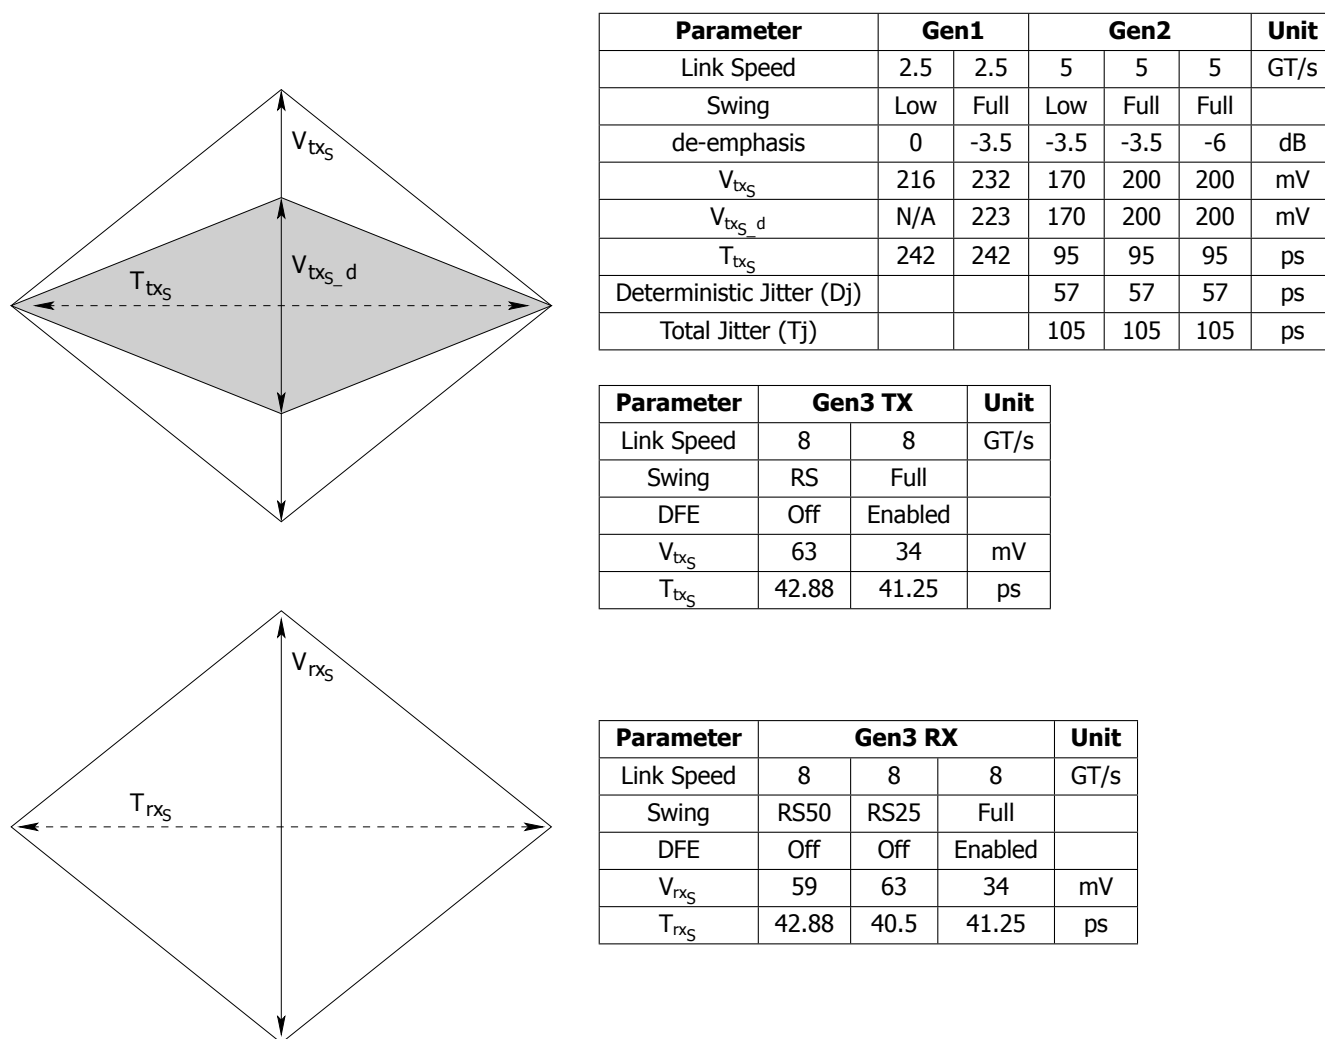 V_txS
V_txS_d
T_txS
Parameter Gen1 Gen2 Unit
Link Speed 2.5 2.5 5 5 5 GT/s
Swing Low Full Low Full Full
de-emphasis 0 -3.5 -3.5 -3.5 -6 dB
V_txS 216 232 170 200 200 mV
V_txS_d N/A 223 170 200 200 mV
T_txS 242 242 95 95 95 ps
Deterministic Jitter (Dj) 57 57 57 ps
Total Jitter (Tj) 105 105 105 ps
Parameter Gen3 TX Unit
Link Speed 8 8 GT/s
Swing RS Full
DFE Off Enabled
V_txS 63 34 mV
T_txS 42.88 41.25 ps
V_rxS
T_rxS
Parameter Gen3 RX Unit
Link Speed 8 8 8 GT/s
Swing RS50 RS25 Full
DFE Off Off Enabled
V_rxS 59 63 34 mV
T_rxS 42.88 40.5 41.25 ps